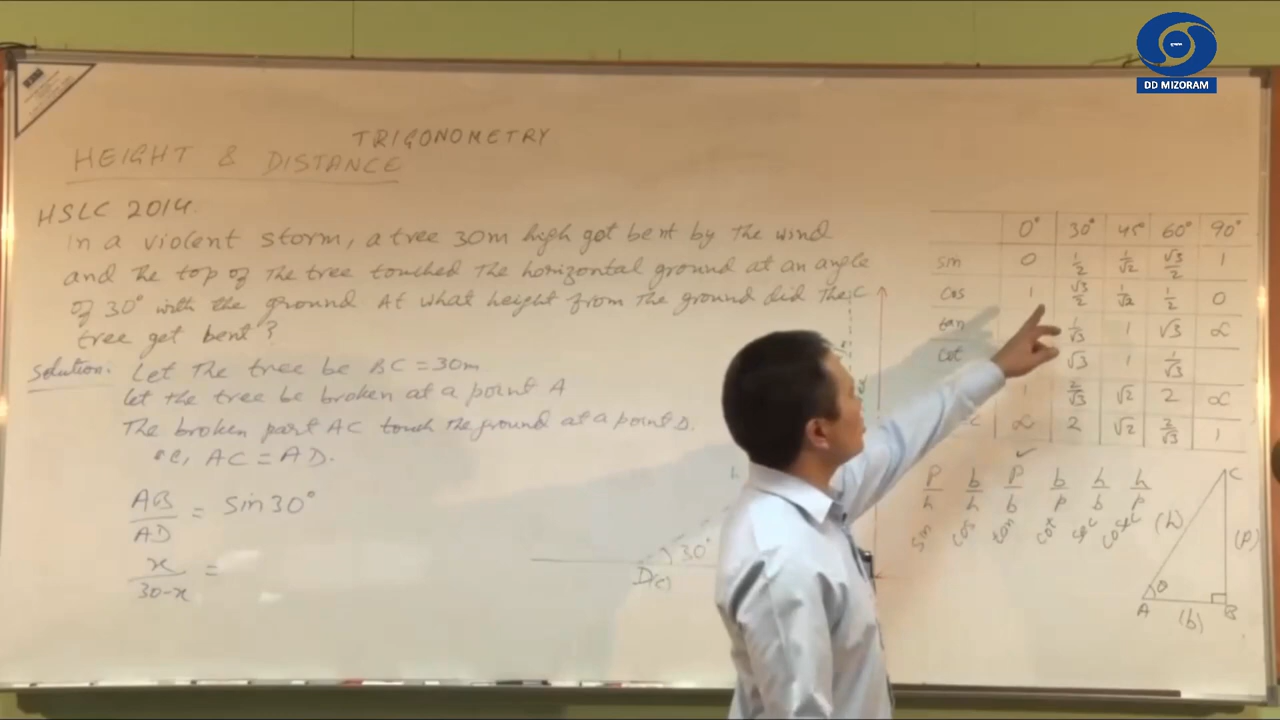 DD MIZORAM
TRIGONOMETRY
HEIGHT & DISTANCE
HSLC 2014.
In a violent storm, a tree 30m high got bent by the wind
and the top of the tree touched the horizontal ground at an angle
of 30° with the ground At what height from the ground did the
tree get bent?
Solution: Let the tree be BC = 30m
let the tree be broken at a point A
The broken part AC touch the ground at a point D.
AC = AD.
AB/AD = Sin 30°
x/30-x =
C
30°
D(C)
0° 30° 45° 60° 90°
sin 0 1/2 1/√2 √3/2 1
cos 1 √3/2 1/√2 1/2 0
tan 1/√3 1 √3 ∝
cot √3 1 1/√3
1 2/√3 √2 2 ∝
∝ 2 √2 2/√3 1
✓
P/h b/h P/b b/p h/b h/p
sin cos tan cot sec cosec
C
(h) (p)
θ
A (b) B